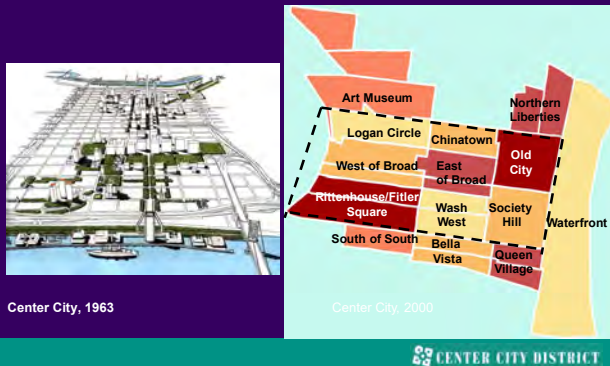 Art Museum
Northern
Liberties
Logan Circle
Chinatown
Old
City
West of Broad
East
of Broad
Rittenhouse/Fitler
Square
Wash
West
Society
Hill
Waterfront
South of South
Bella
Vista
Queen
Village
Center City, 1963
Center City, 2000
CENTER CITY DISTRICT